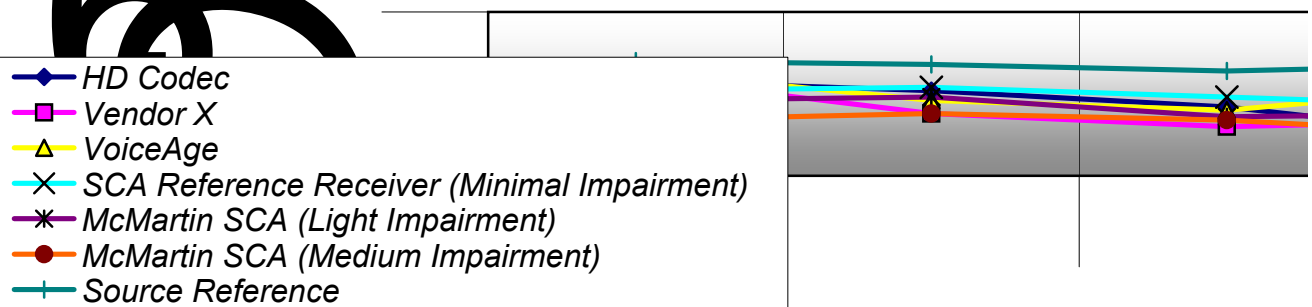 HD Codec
Vendor X
VoiceAge
SCA Reference Receiver (Minimal Impairment)
McMartin SCA (Light Impairment)
McMartin SCA (Medium Impairment)
Source Reference